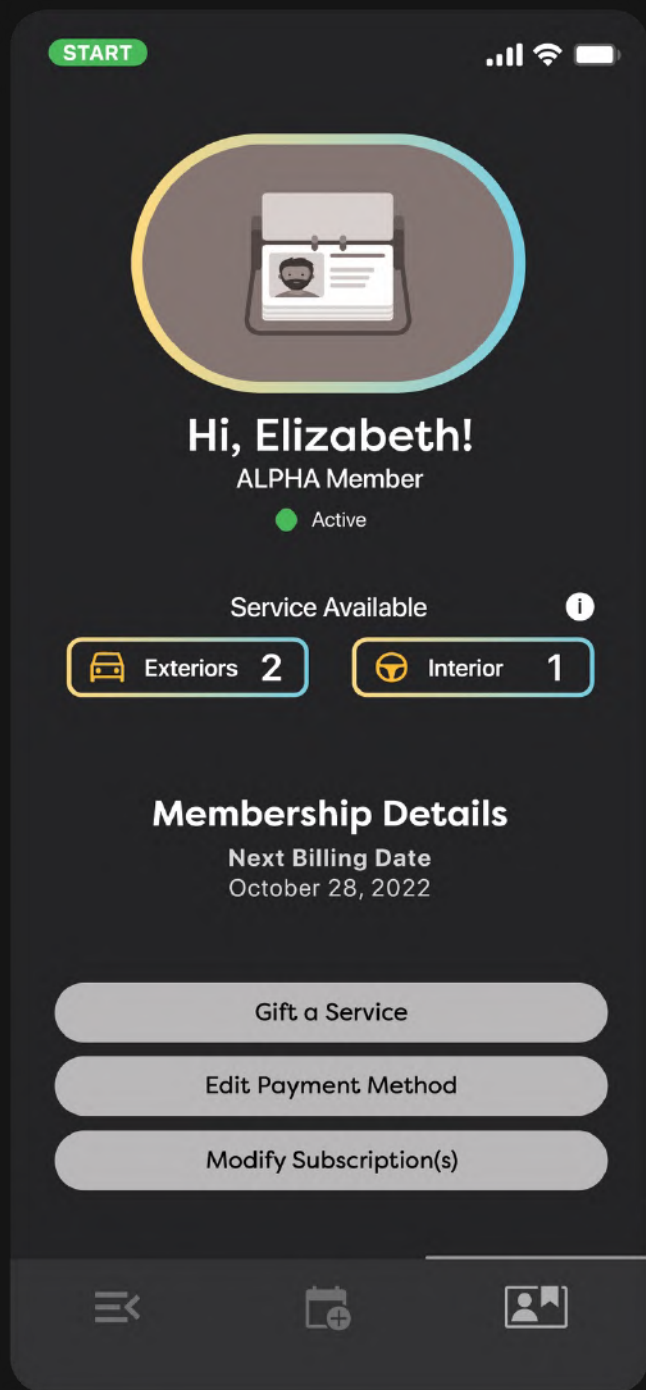 START
Hi, Elizabeth!
ALPHA Member
Active
Service Available i
Exteriors 2 Interior 1
Membership Details
Next Billing Date
October 28, 2022
Gift a Service
Edit Payment Method
Modify Subscription(s)